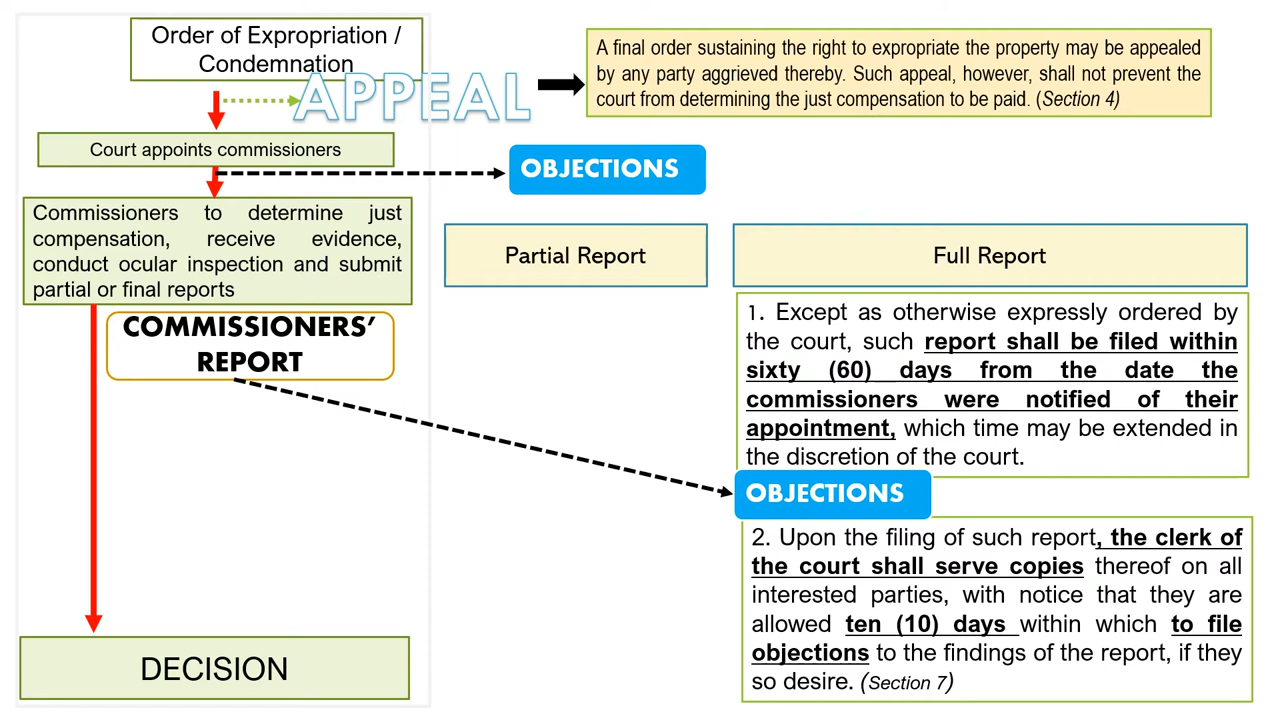 Order of Expropriation /
Condemnation
APPEAL
A final order sustaining the right to expropriate the property may be appealed
by any party aggrieved thereby. Such appeal, however, shall not prevent the
court from determining the just compensation to be paid. (Section 4)
Court appoints commissioners
OBJECTIONS
Commissioners to determine just
compensation, receive evidence,
conduct ocular inspection and submit
partial or final reports
Partial Report
Full Report
COMMISSIONERS’
REPORT
1. Except as otherwise expressly ordered by
the court, such report shall be filed within
sixty (60) days from the date the
commissioners were notified of their
appointment, which time may be extended in
the discretion of the court.
OBJECTIONS
2. Upon the filing of such report, the clerk of
the court shall serve copies thereof on all
interested parties, with notice that they are
allowed ten (10) days within which to file
objections to the findings of the report, if they
so desire. (Section 7)
DECISION